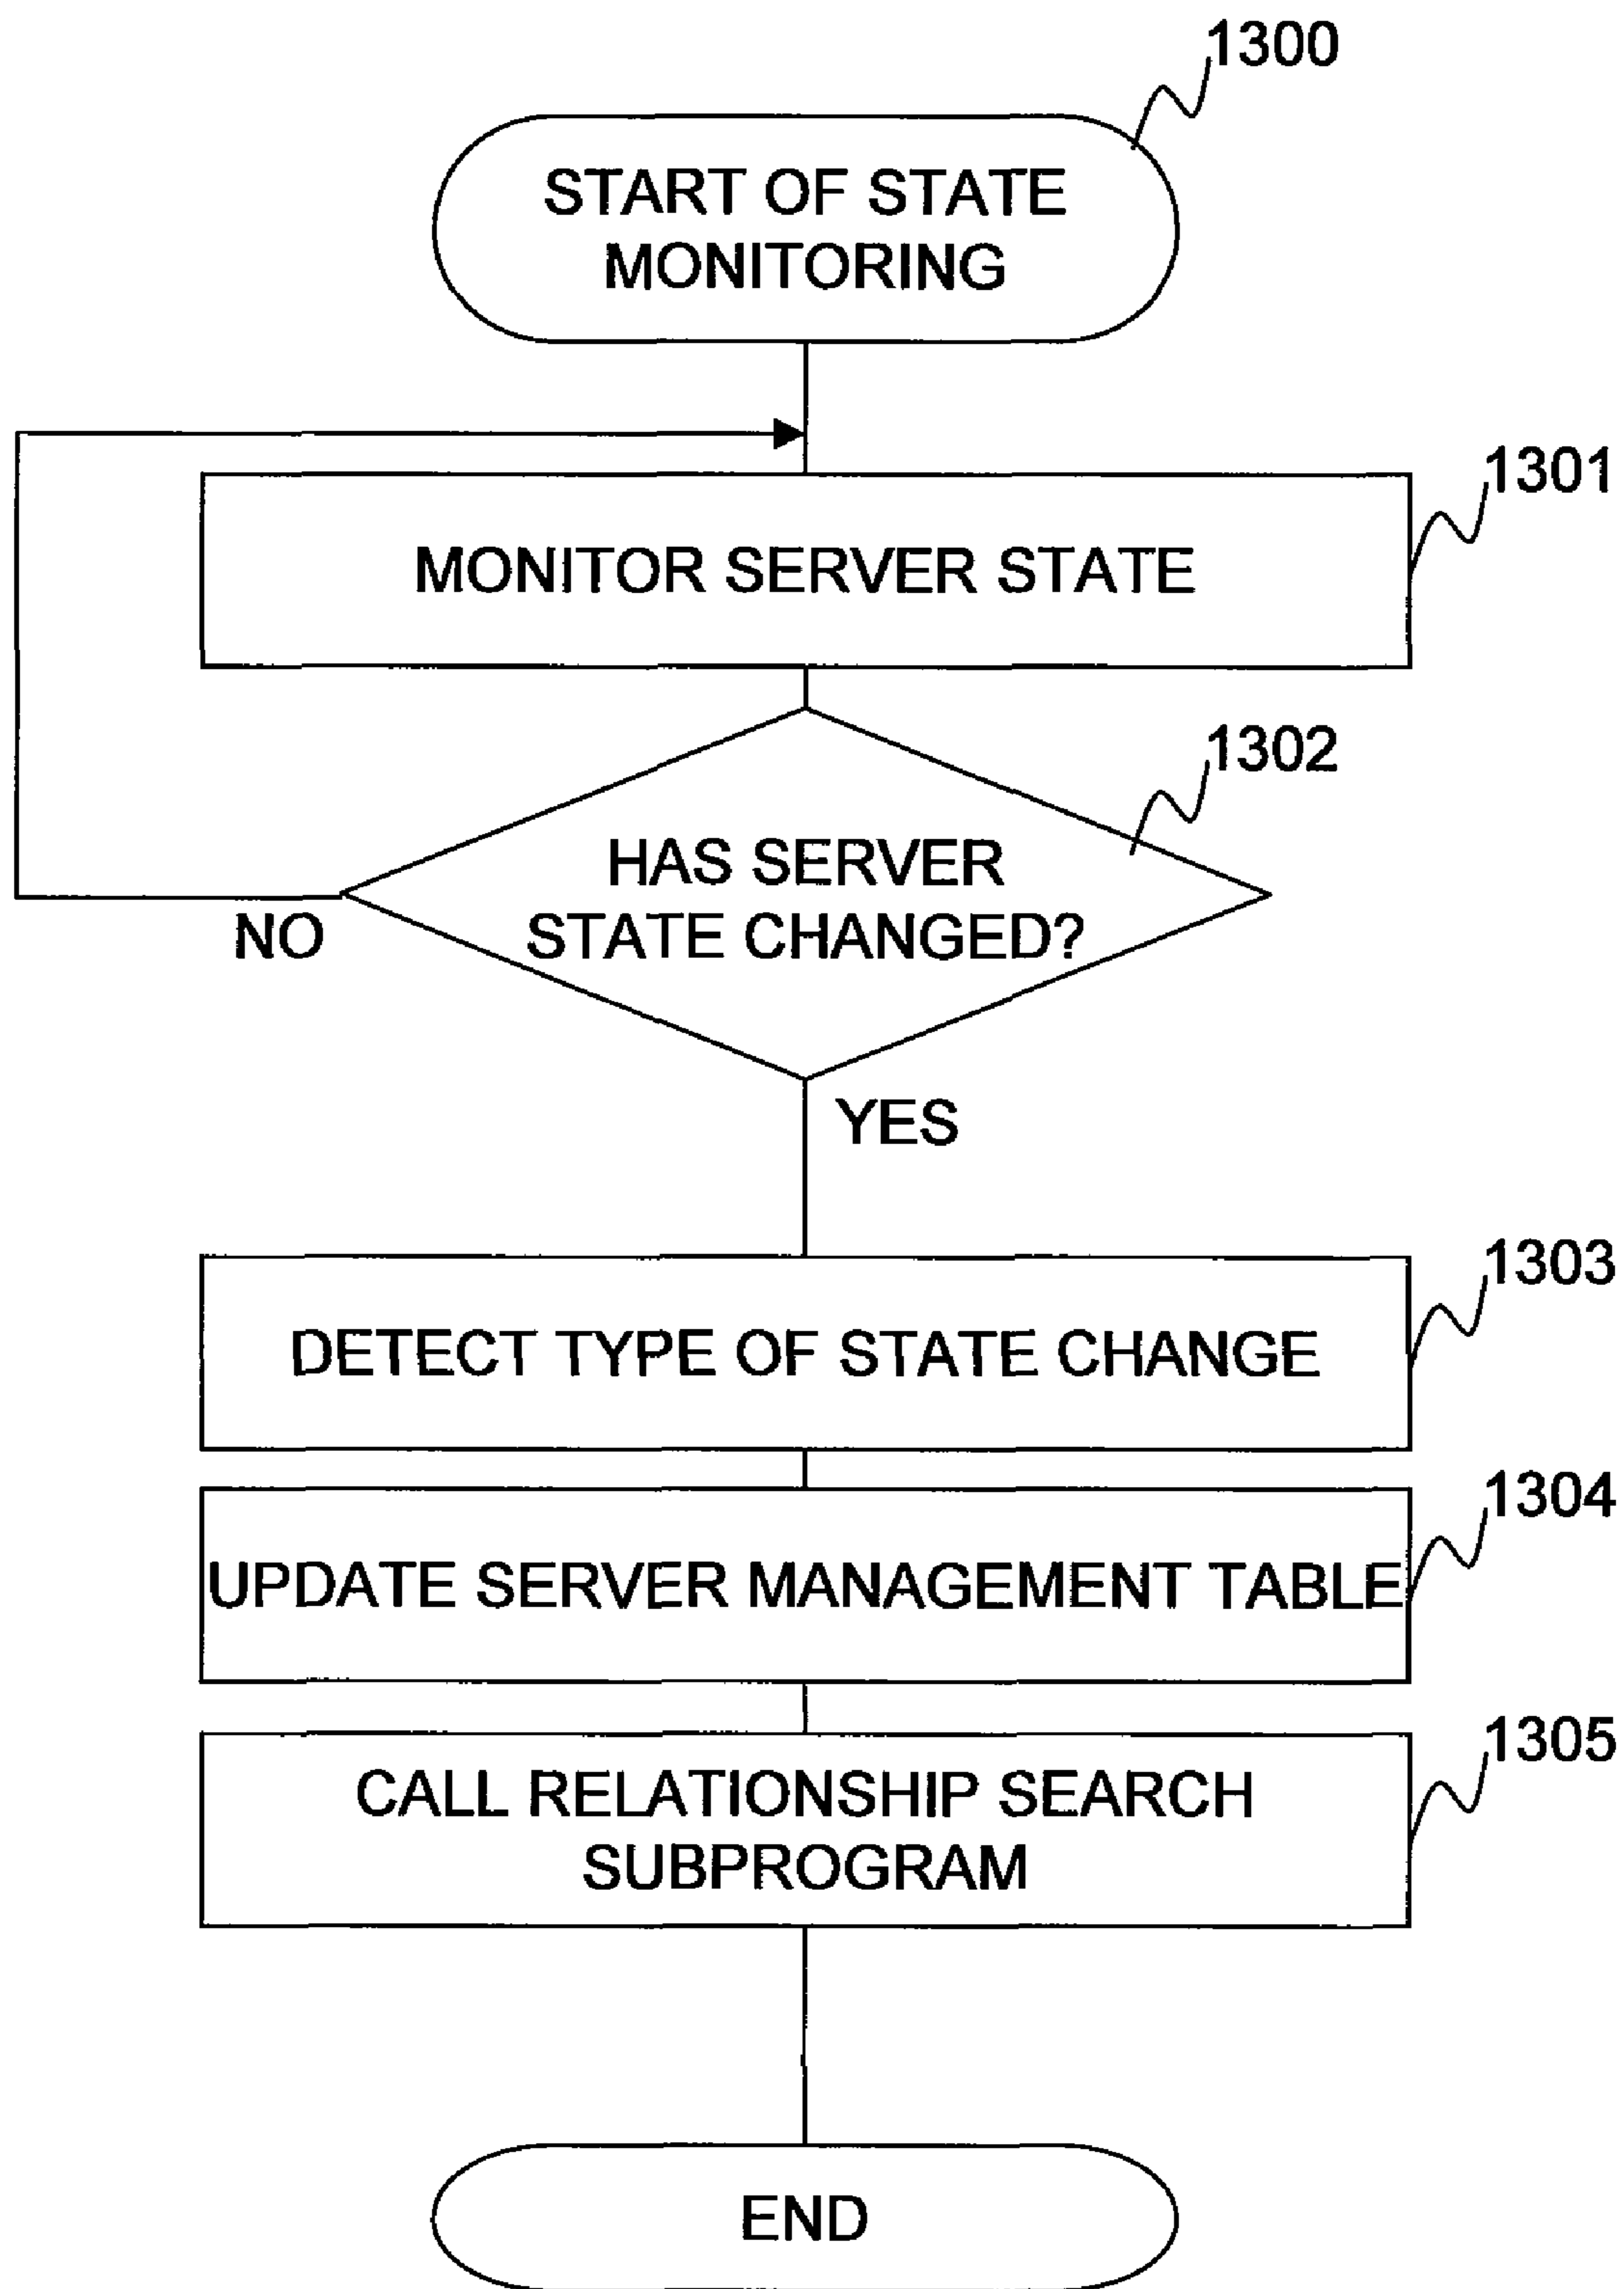 1300
START OF STATE
MONITORING
1301
MONITOR SERVER STATE
1302
HAS SERVER
STATE CHANGED?
NO
YES
1303
DETECT TYPE OF STATE CHANGE
1304
UPDATE SERVER MANAGEMENT TABLE
1305
CALL RELATIONSHIP SEARCH
SUBPROGRAM
END